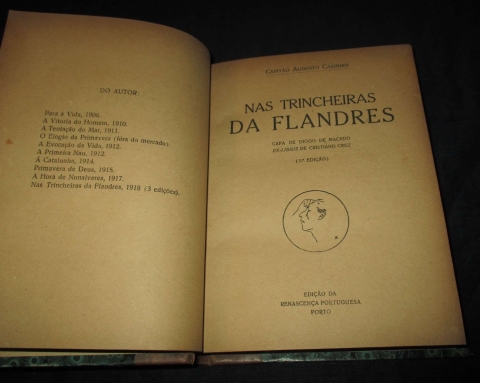 DO AUTOR:
Para a Vida, 1906.
A Vitoria do Homem, 1910.
A Tentação do Mar, 1911.
O Elogio da Primavera (fóra do mercado).
A Evocação da Vida, 1912.
A Primeira Nau, 1912.
Á Catalunha, 1914.
Primavera de Deus, 1915.
A Hora de Nunalvares, 1917.
Nas Trincheiras da Flandres, 1918 (3 edições).
CAPITÃO AUGUSTO CASIMIRO
NAS TRINCHEIRAS
DA FLANDRES
CAPA DE DIOGO DE MACEDO
EX-LIBRIS DE CRISTIANO CRUZ
EDIÇÃO)
EDIÇÃO DA
RENASCENÇA PORTUGUESA
PORTO